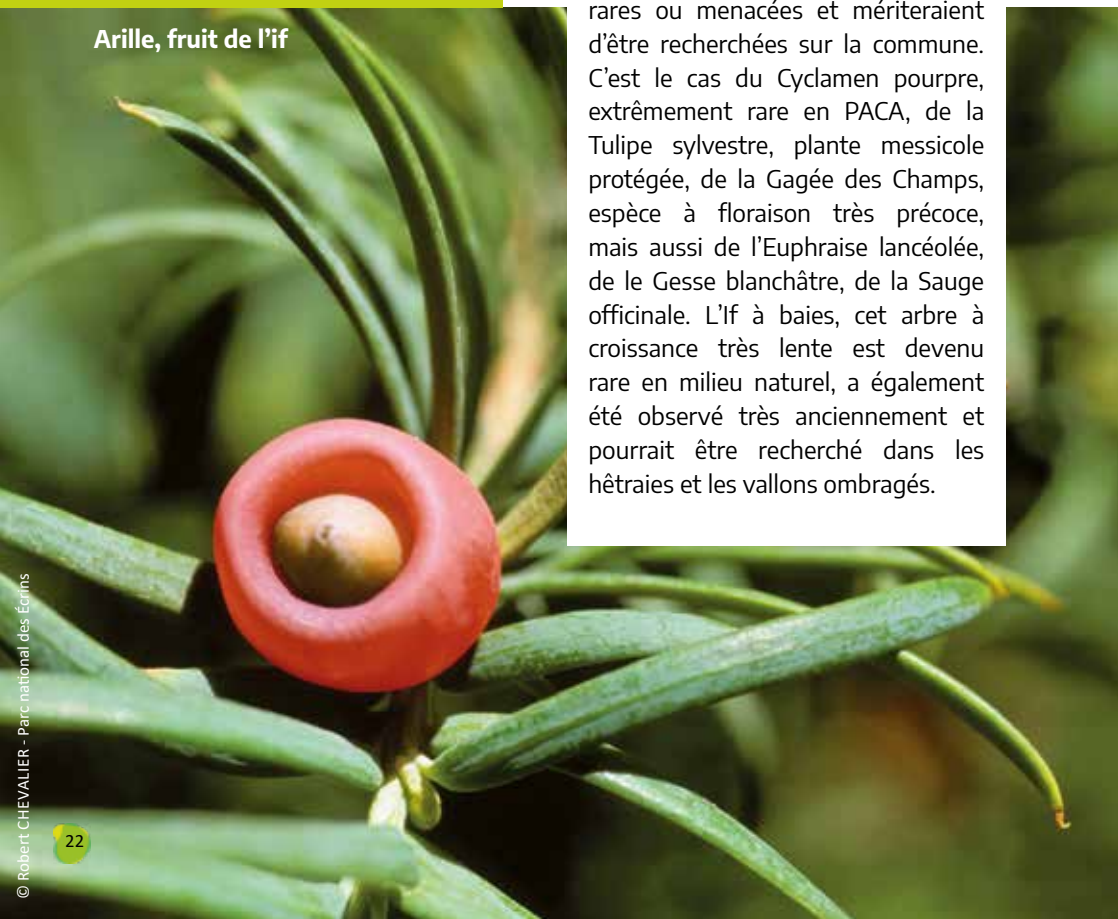 Arille, fruit de l'if
rares ou menacées et mériteraient
d'être recherchées sur la commune.
C'est le cas du Cyclamen pourpre,
extrêmement rare en PACA, de la
Tulipe sylvestre, plante messicole
protégée, de la Gagée des Champs,
espèce à floraison très précoce,
mais aussi de l'Euphraise lancéolée,
de le Gesse blanchâtre, de la Sauge
officinale. L'If à baies, cet arbre à
croissance très lente est devenu
rare en milieu naturel, a également
été observé très anciennement et
pourrait être recherché dans les
hêtraies et les vallons ombragés.
© Robert CHEVALIER - Parc national des Écrins
22